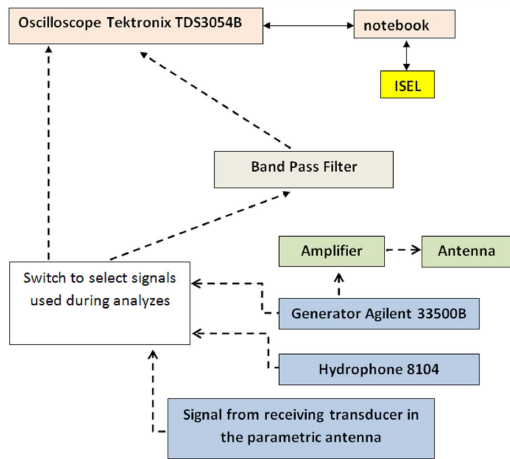 Oscilloscope Tektronix TDS3054B
notebook
ISEL
Band Pass Filter
Amplifier
Antenna
Switch to select signals
used during analyzes
Generator Agilent 33500B
Hydrophone 8104
Signal from receiving transducer in
the parametric antenna